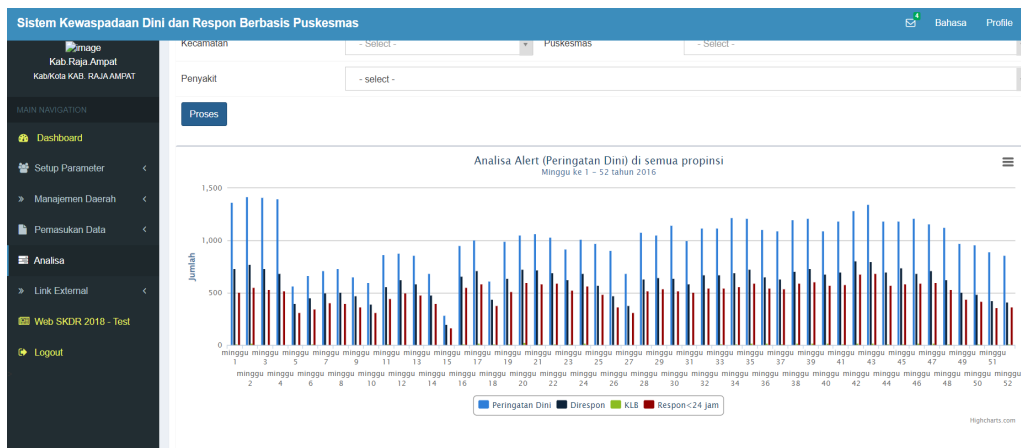 Sistem Kewaspadaan Dini dan Respon Berbasis Puskesmas
4
Bahasa
Profile
image
Kab.Raja.Ampat
Kab/Kota KAB. RAJA AMPAT
MAIN NAVIGATION
Dashboard
Setup Parameter
Manajemen Daerah
Pemasukan Data
Analisa
Link External
Web SKDR 2018 - Test
Logout
Kecamatan
- Select -
Puskesmas
- Select -
Penyakit
- select -
Proses
Analisa Alert (Peringatan Dini) di semua propinsi
Minggu ke 1 - 52 tahun 2016
Jumlah
1,500
1,000
500
0
minggu minggu minggu minggu minggu minggu minggu minggu minggu minggu minggu minggu minggu minggu minggu minggu minggu minggu minggu minggu minggu minggu minggu minggu minggu minggu
1 3 5 7 9 11 13 15 17 19 21 23 25 27 29 31 33 35 37 39 41 43 45 47 49 51
minggu minggu minggu minggu minggu minggu minggu minggu minggu minggu minggu minggu minggu minggu minggu minggu minggu minggu minggu minggu minggu minggu minggu minggu minggu minggu
2 4 6 8 10 12 14 16 18 20 22 24 26 28 30 32 34 36 38 40 42 44 46 48 50 52
Peringatan Dini Direspon KLB Respon<24 jam
Highcharts.com